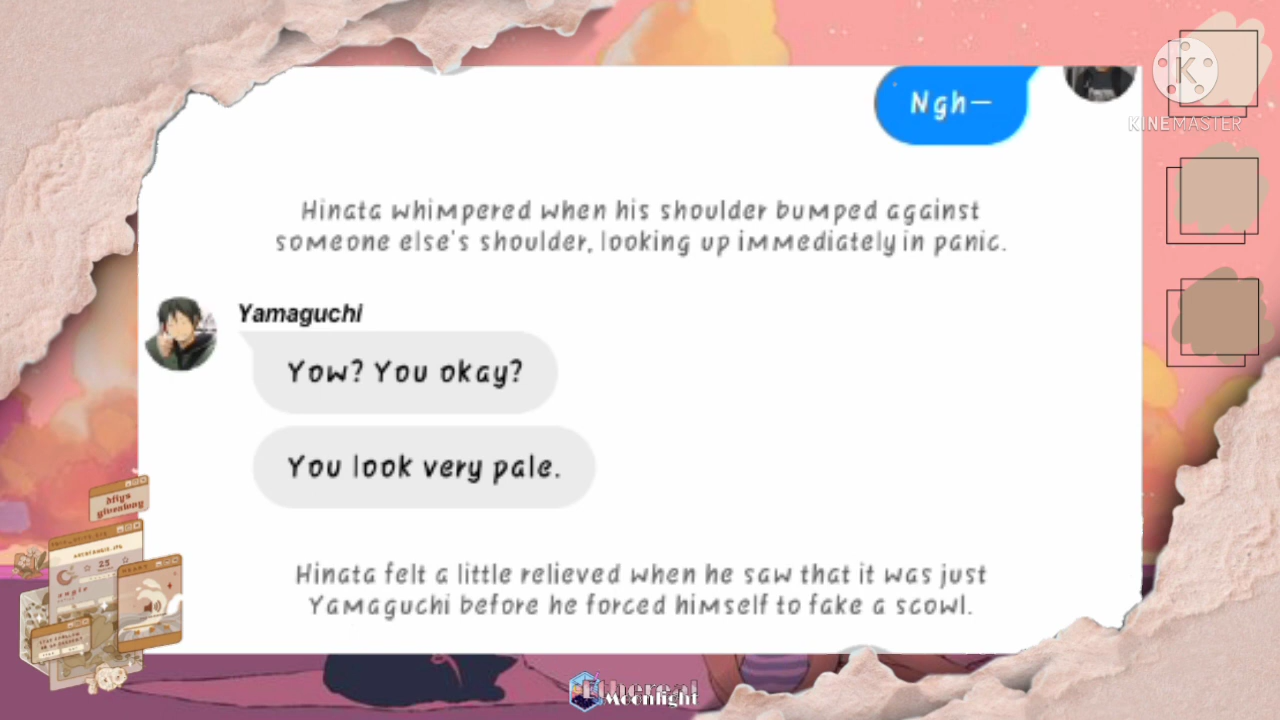 Ngh—
KINEMASTER
Hinata whimpered when his shoulder bumped against
someone else's shoulder, looking up immediately in panic.
Yamaguchi
Yow? You okay?
You look very pale.
Hinata felt a little relieved when he saw that it was just
Yamaguchi before he forced himself to fake a scowl.
giveaway
Ethereal
Moonlight